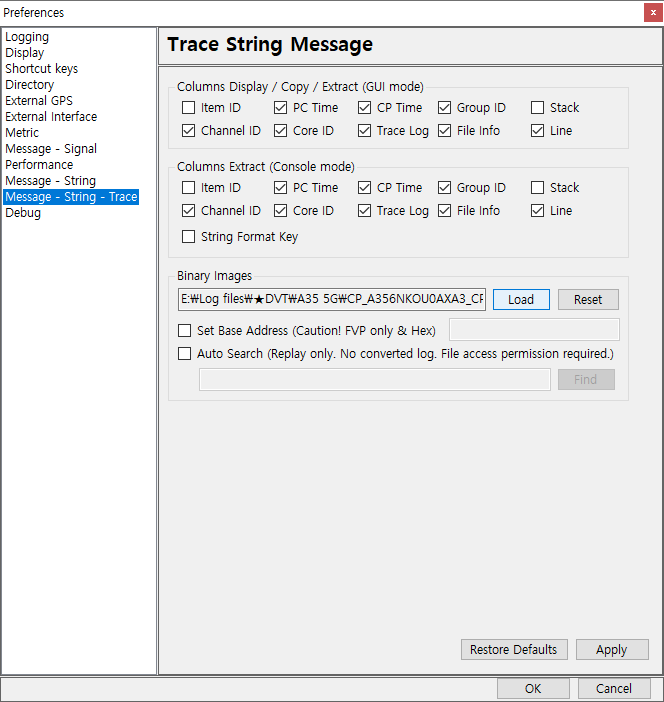 Preferences
x
Logging
Display
Shortcut keys
Directory
External GPS
External Interface
Metric
Message - Signal
Performance
Message - String
Message - String - Trace
Debug
Trace String Message
Columns Display / Copy / Extract (GUI mode)
Item ID PC Time CP Time Group ID Stack
Channel ID Core ID Trace Log File Info Line
Columns Extract (Console mode)
Item ID PC Time CP Time Group ID Stack
Channel ID Core ID Trace Log File Info Line
String Format Key
Binary Images
E:₩Log files₩★DVT₩A35 5G₩CP_A356NKOU0AXA3_CP Load Reset
Set Base Address (Caution! FVP only & Hex)
Auto Search (Replay only. No converted log. File access permission required.)
Find
Restore Defaults Apply
OK Cancel